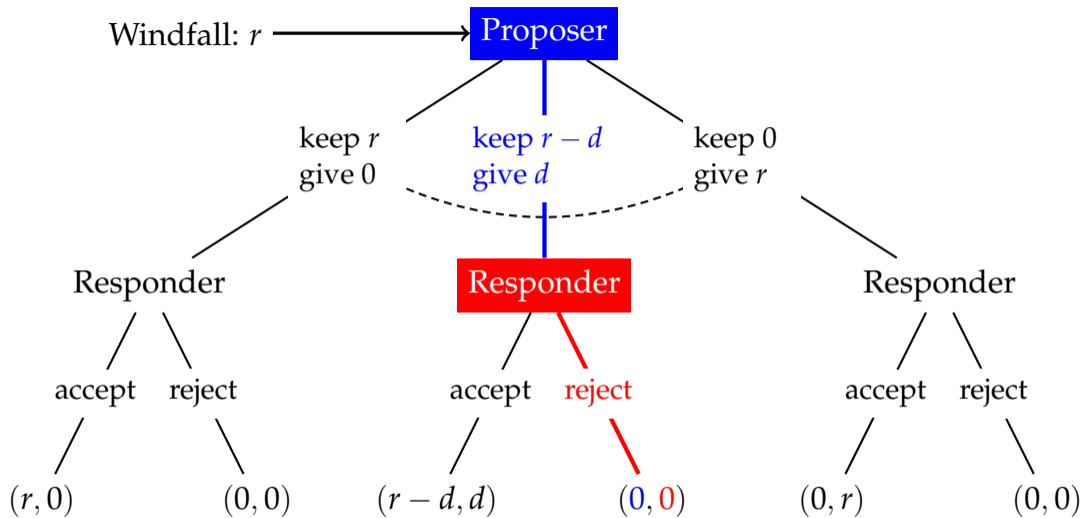 Windfall: r
Proposer
keep r
give 0
keep r − d
give d
keep 0
give r
Responder
Responder
Responder
accept reject
accept reject
accept reject
(r, 0)
(0, 0)
(r − d, d)
(0, 0)
(0, r)
(0, 0)